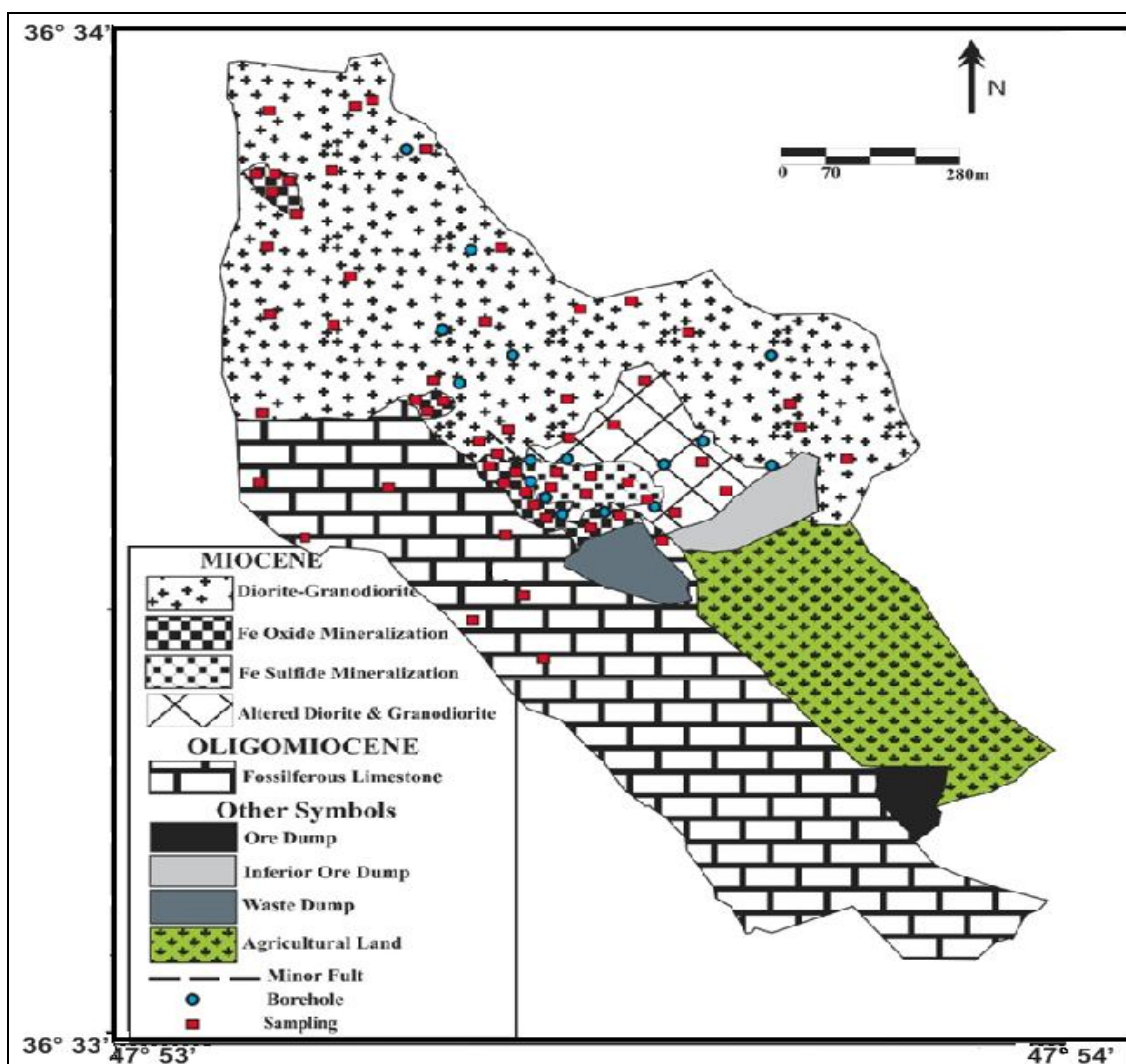 36° 34'
N
0 70 280m
MIOCENE
Diorite-Granodiorite
Fe Oxide Mineralization
Fe Sulfide Mineralization
Altered Diorite & Granodiorite
OLIGOMIOCENE
Fossilferous Limestone
Other Symbols
Ore Dump
Inferior Ore Dump
Waste Dump
Agricultural Land
Minor Fult
Borehole
Sampling
36° 33'
47° 53' 47° 54'